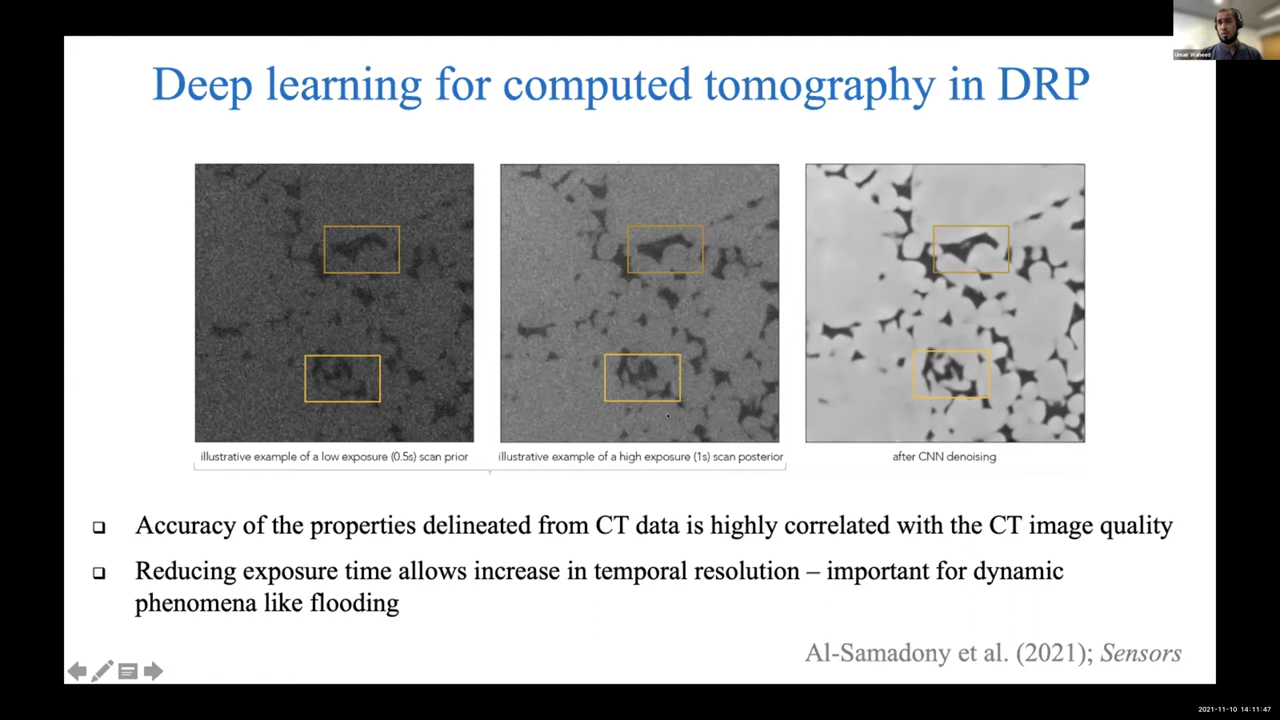 Umair Waheed
Deep learning for computed tomography in DRP
illustrative example of a low exposure (0.5s) scan prior
illustrative example of a high exposure (1s) scan posterior
after CNN denoising
Accuracy of the properties delineated from CT data is highly correlated with the CT image quality
Reducing exposure time allows increase in temporal resolution – important for dynamic
phenomena like flooding
Al-Samadony et al. (2021); Sensors
2021-11-10 14:11:47